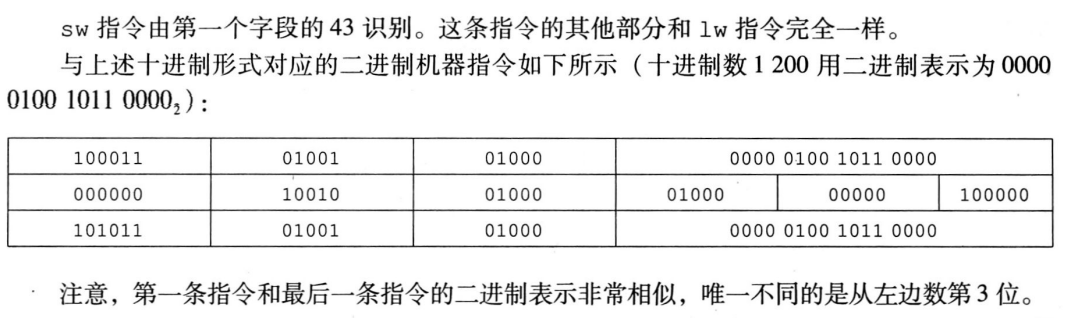 sw 指令由第一个字段的 43 识别。这条指令的其他部分和 lw 指令完全一样。
与上述十进制形式对应的二进制机器指令如下所示（十进制数 1 200 用二进制表示为 0000
0100 1011 0000₂）：
100011 01001 01000 0000 0100 1011 0000
000000 10010 01000 01000 00000 100000
101011 01001 01000 0000 0100 1011 0000
注意，第一条指令和最后一条指令的二进制表示非常相似，唯一不同的是从左边数第 3 位。